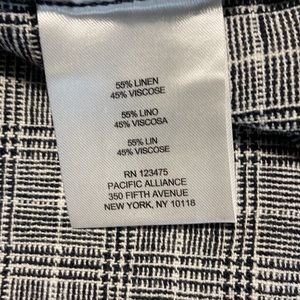 55% LINEN
45% VISCOSE
55% LINO
45% VISCOSA
55% LIN
45% VISCOSE
RN 123475
PACIFIC ALLIANCE
350 FIFTH AVENUE
NEW YORK, NY 10118